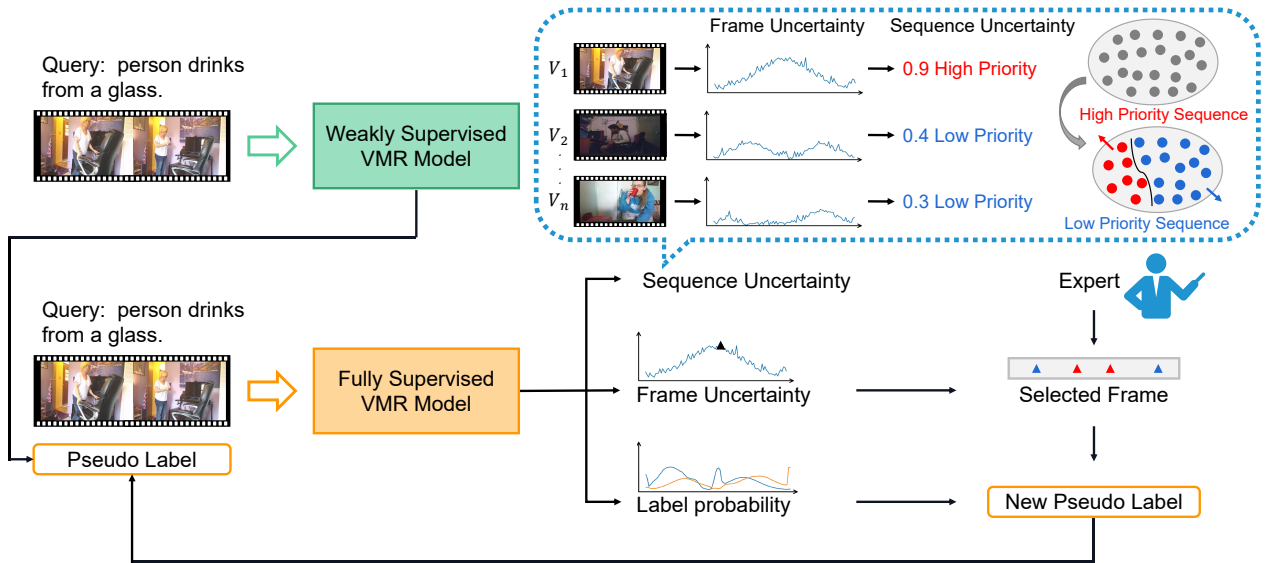 Query: person drinks
from a glass.
Weakly Supervised
VMR Model
Frame Uncertainty
Sequence Uncertainty
V1
0.9 High Priority
V2
0.4 Low Priority
.
.
.
Vn
0.3 Low Priority
High Priority Sequence
Low Priority Sequence
Query: person drinks
from a glass.
Fully Supervised
VMR Model
Pseudo Label
Sequence Uncertainty
Frame Uncertainty
Label probability
Expert
Selected Frame
New Pseudo Label